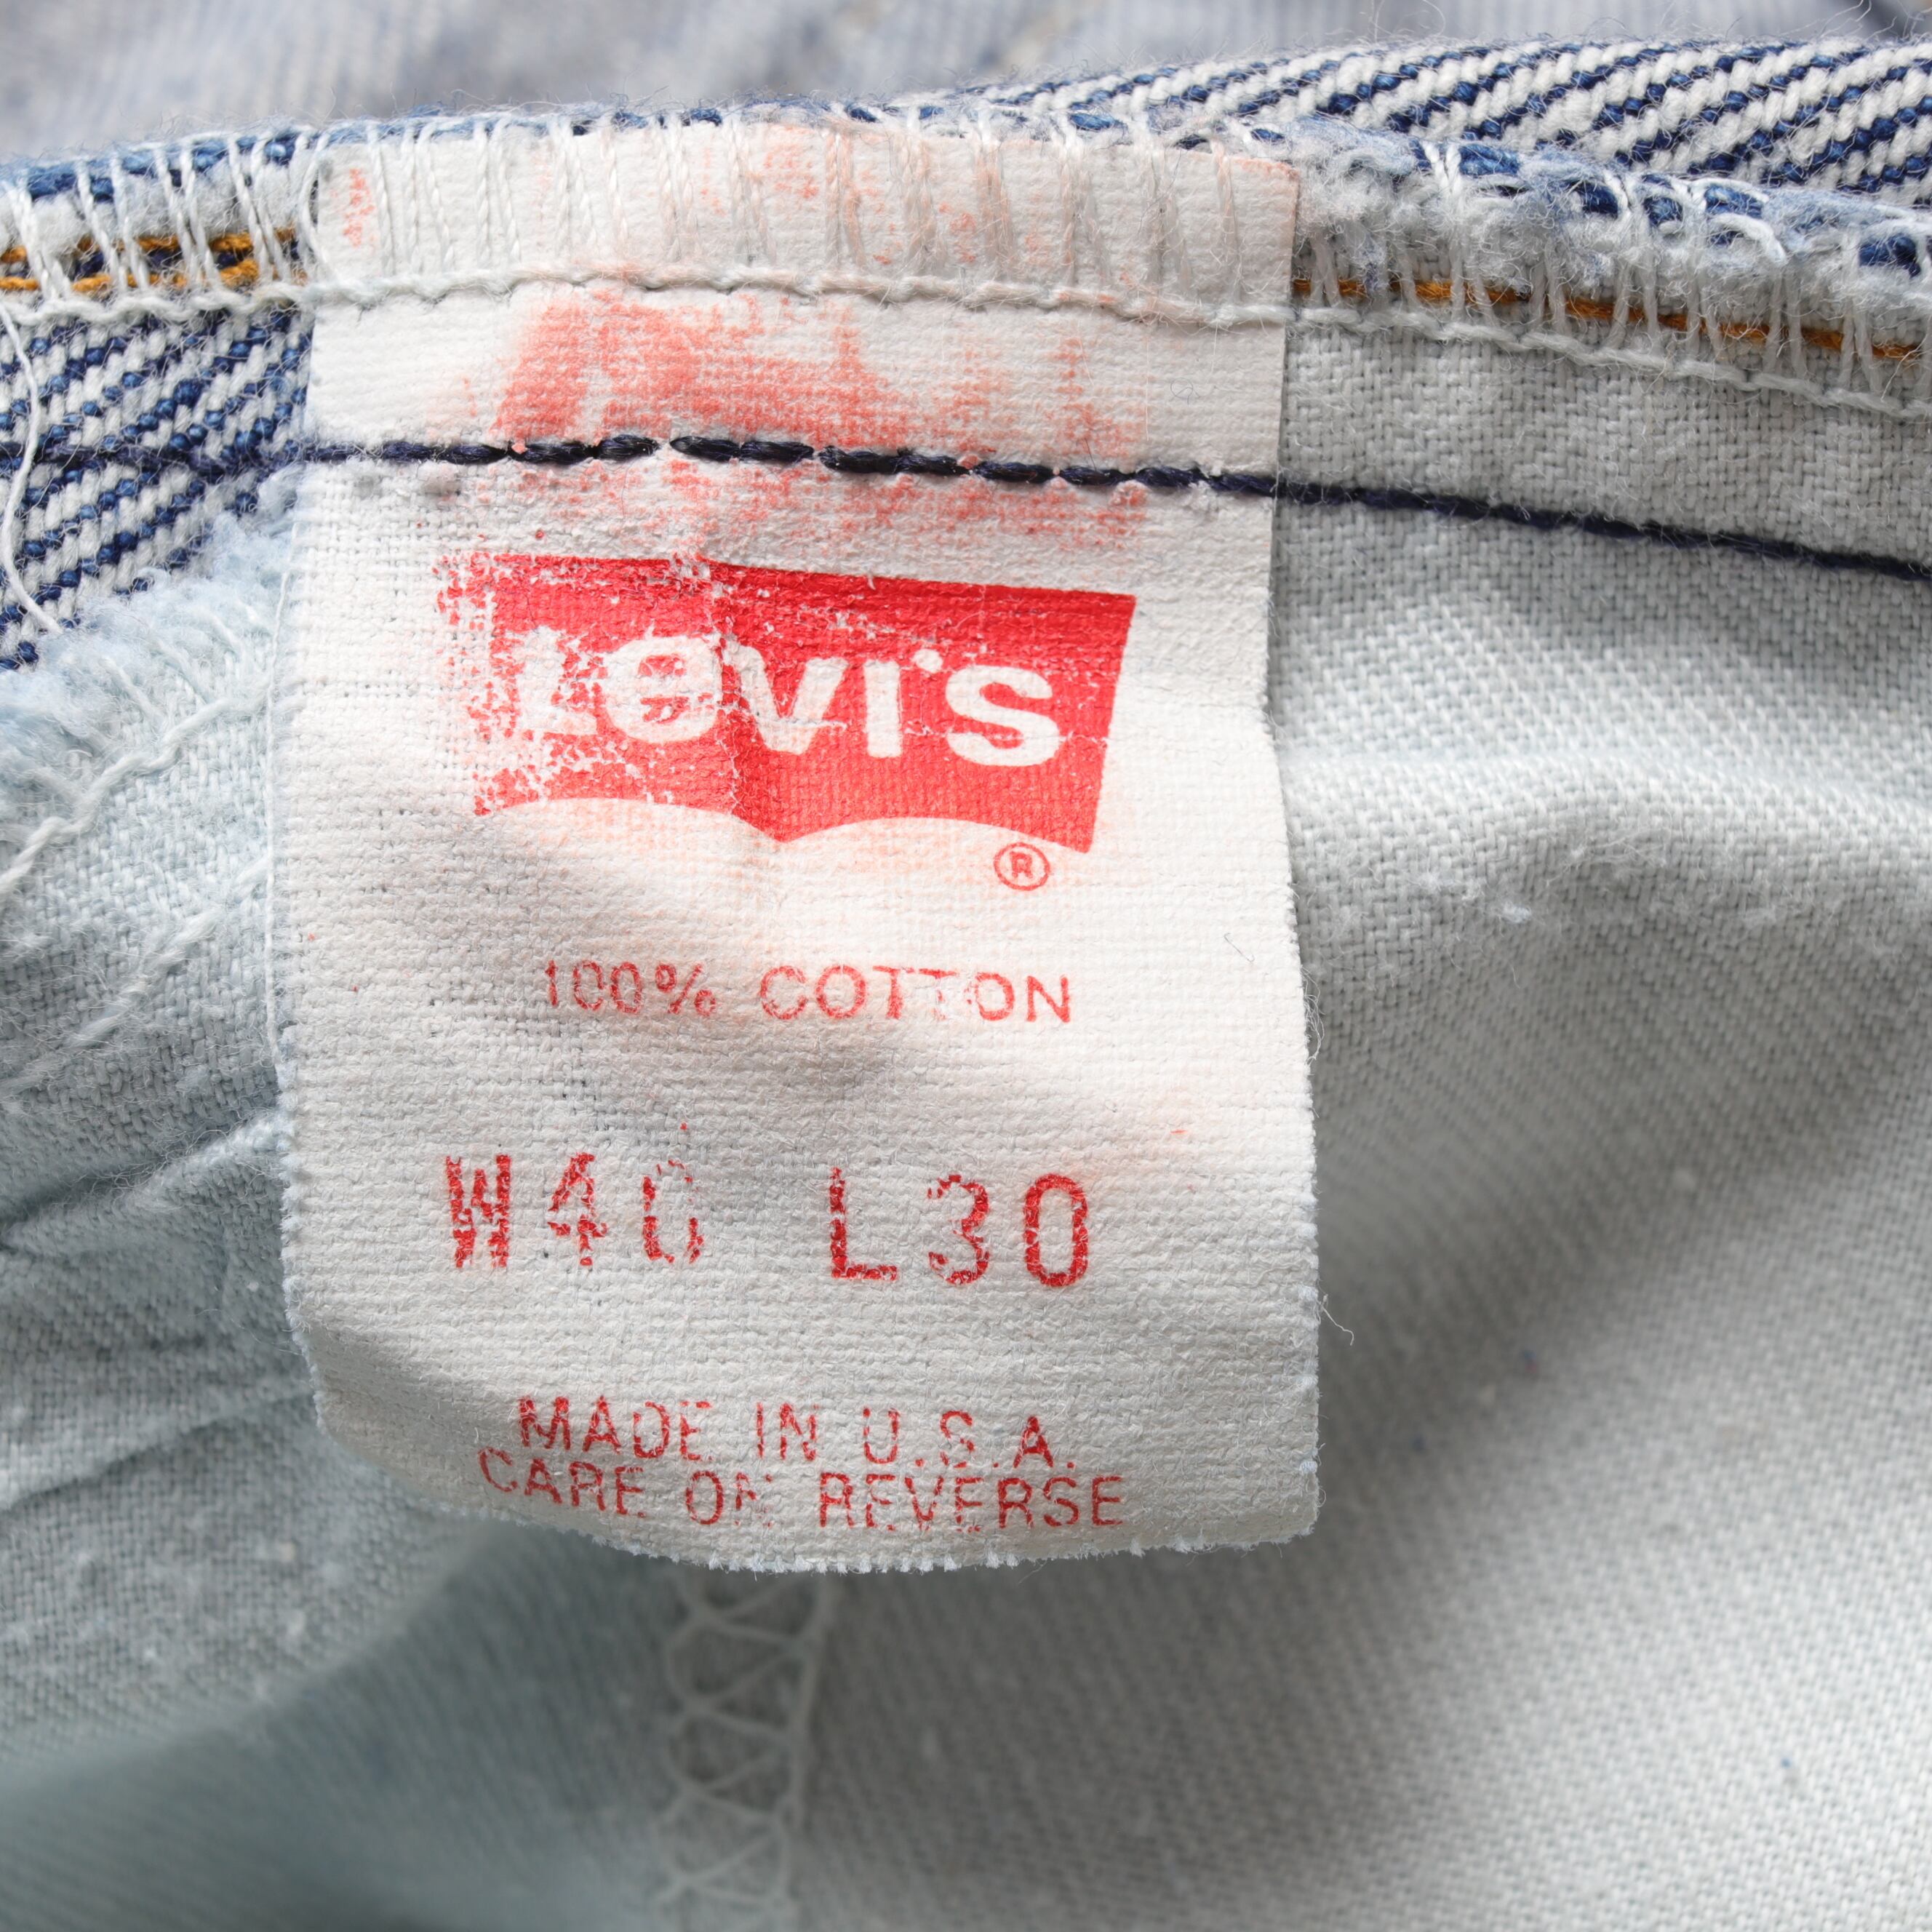 Levi's
®
100% COTTON
W40 L30
MADE IN U.S.A.
CARE ON REVERSE